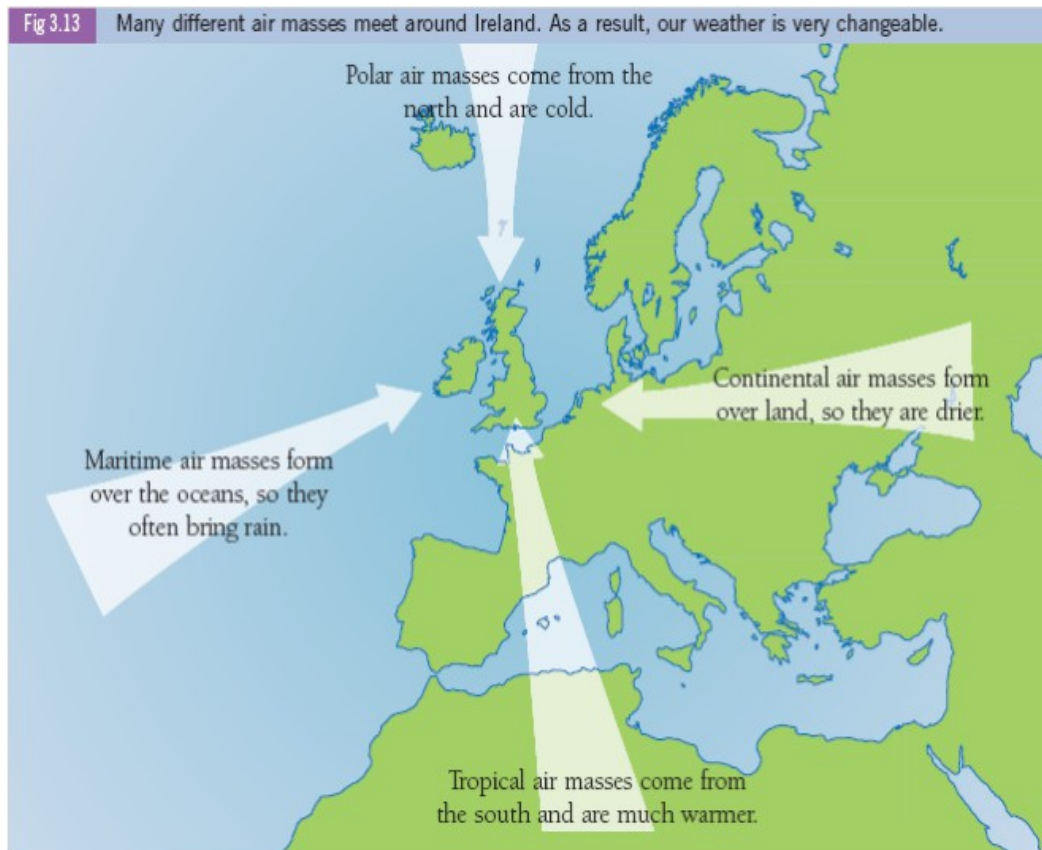 Fig 3.13 Many different air masses meet around Ireland. As a result, our weather is very changeable.
Polar air masses come from the
north and are cold.
Continental air masses form
over land, so they are drier.
Maritime air masses form
over the oceans, so they
often bring rain.
Tropical air masses come from
the south and are much warmer.